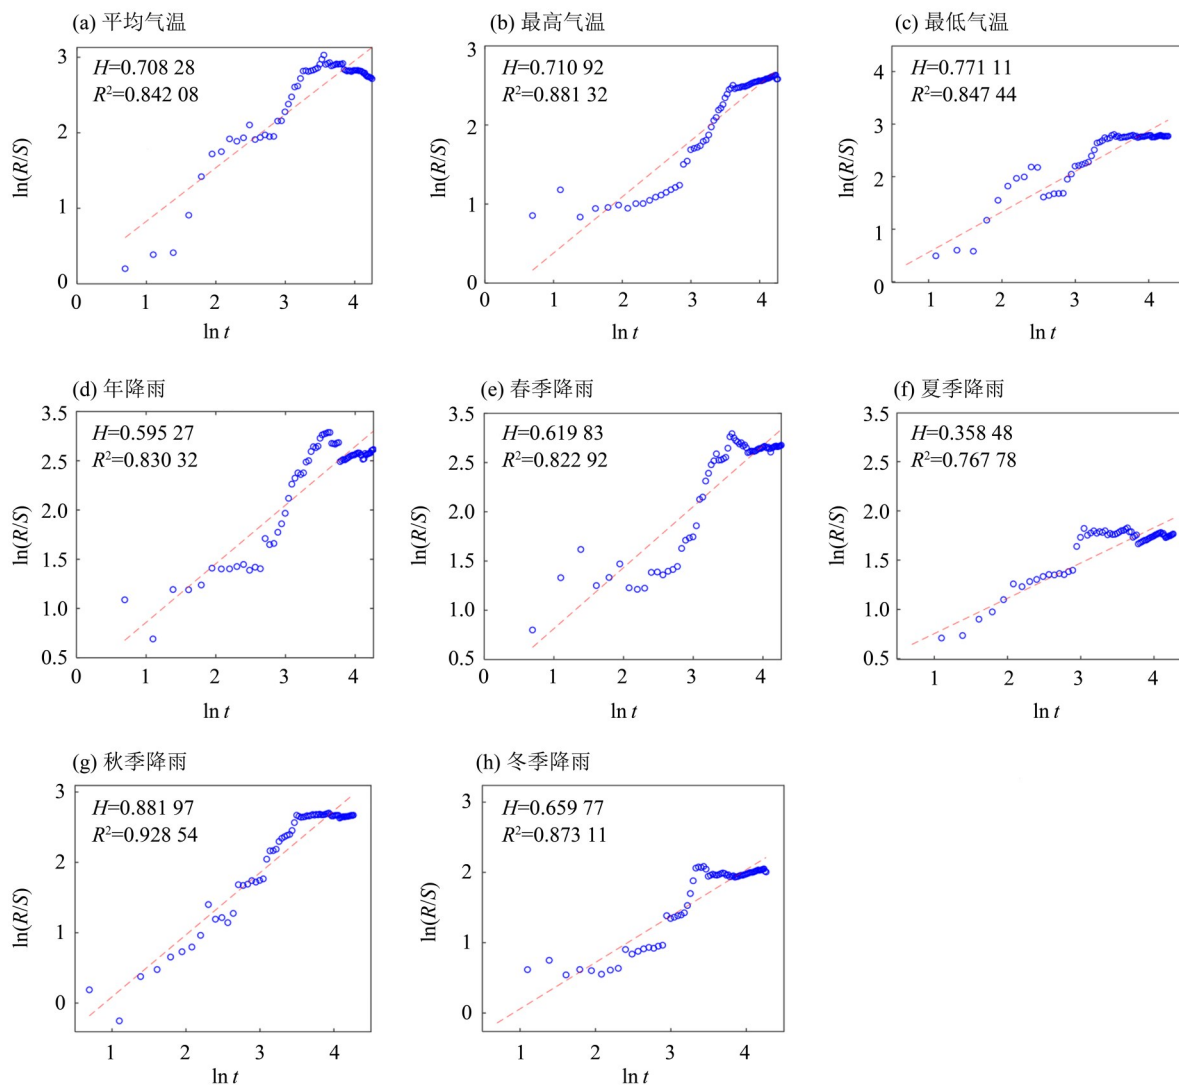 (a) 平均气温
H=0.708 28
R²=0.842 08
3
2
1
0
ln(R/S)
0 1 2 3 4
ln t
(b) 最高气温
H=0.710 92
R²=0.881 32
3
2
1
0
ln(R/S)
0 1 2 3 4
ln t
(c) 最低气温
H=0.771 11
R²=0.847 44
4
3
2
1
0
ln(R/S)
1 2 3 4
ln t
(d) 年降雨
H=0.595 27
R²=0.830 32
3.5
3.0
2.5
2.0
1.5
1.0
0.5
ln(R/S)
0 1 2 3 4
ln t
(e) 春季降雨
H=0.619 83
R²=0.822 92
3.5
3.0
2.5
2.0
1.5
1.0
0.5
ln(R/S)
0 1 2 3 4
ln t
(f) 夏季降雨
H=0.358 48
R²=0.767 78
3.5
3.0
2.5
2.0
1.5
1.0
0.5
ln(R/S)
1 2 3 4
ln t
(g) 秋季降雨
H=0.881 97
R²=0.928 54
3
2
1
0
ln(R/S)
1 2 3 4
ln t
(h) 冬季降雨
H=0.659 77
R²=0.873 11
3
2
1
0
ln(R/S)
1 2 3 4
ln t